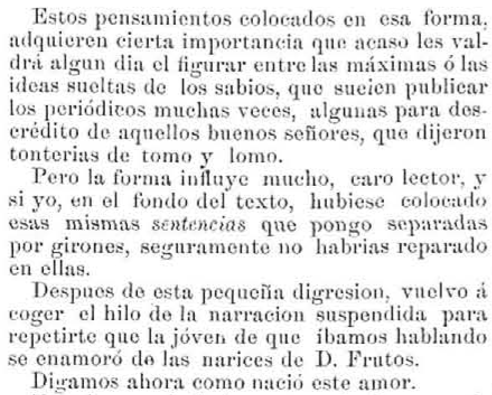 Estos pensamientos colocados en esa forma,
adquieren cierta importancia que acaso les val-
drá algun dia el figurar entre las máximas ó las
ideas sueltas de los sabios, que suelen publicar
los periódicos muchas veces, algunas para des-
crédito de aquellos buenos señores, que dijeron
tonterias de tomo y lomo.
Pero la forma influye mucho, caro lector, y
si yo, en el fondo del texto, hubiese colocado
esas mismas sentencias que pongo separadas
por girones, seguramente no habrias reparado
en ellas.
Despues de esta pequeña digresion, vuelvo á
coger el hilo de la narracion suspendida para
repetirte que la jóven de que ibamos hablando
se enamoró de las narices de D. Frutos.
Digamos ahora como nació este amor.